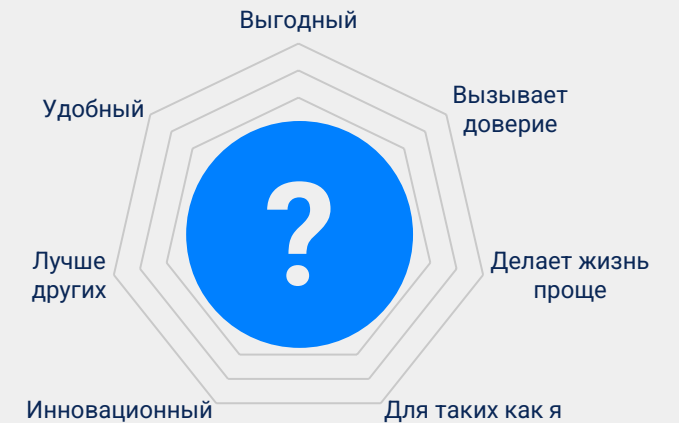 Выгодный
Вызывает
доверие
Удобный
Делает жизнь
проще
Лучше
других
Инновационный
Для таких как я
?